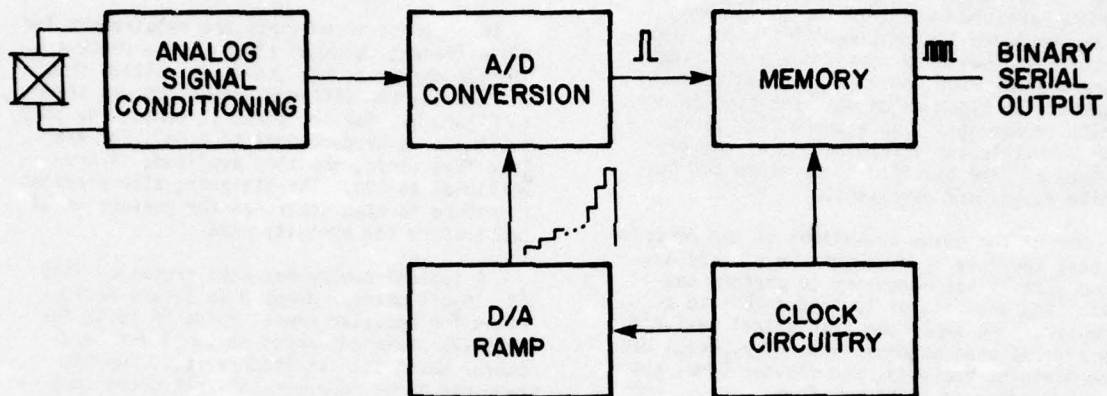 ANALOG
SIGNAL
CONDITIONING
A/D
CONVERSION
MEMORY
BINARY
SERIAL
OUTPUT
D/A
RAMP
CLOCK
CIRCUITRY